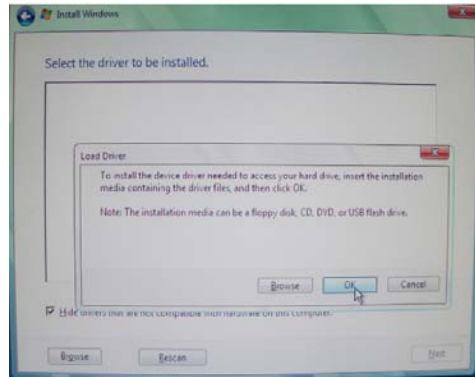 Install Windows
Select the driver to be installed.
Load Driver
To install the device driver needed to access your hard drive, insert the installation
media containing the driver files, and then click OK.
Note: The installation media can be a floppy disk, CD, DVD, or USB flash drive.
Browse OK Cancel
Hide drivers that are not compatible with hardware on this computer.
Browse Rescan Next